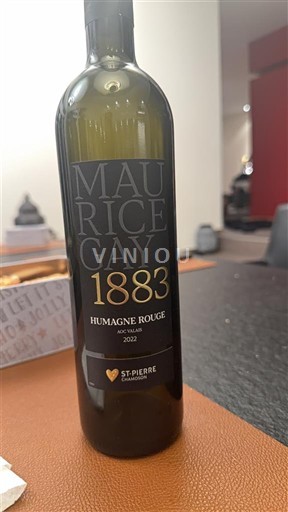 MAU
RICE
GAY
VINIOU
1883
HUMAGNE ROUGE
AOC VALAIS
2022
ST-PIERRE
CHAMOSON